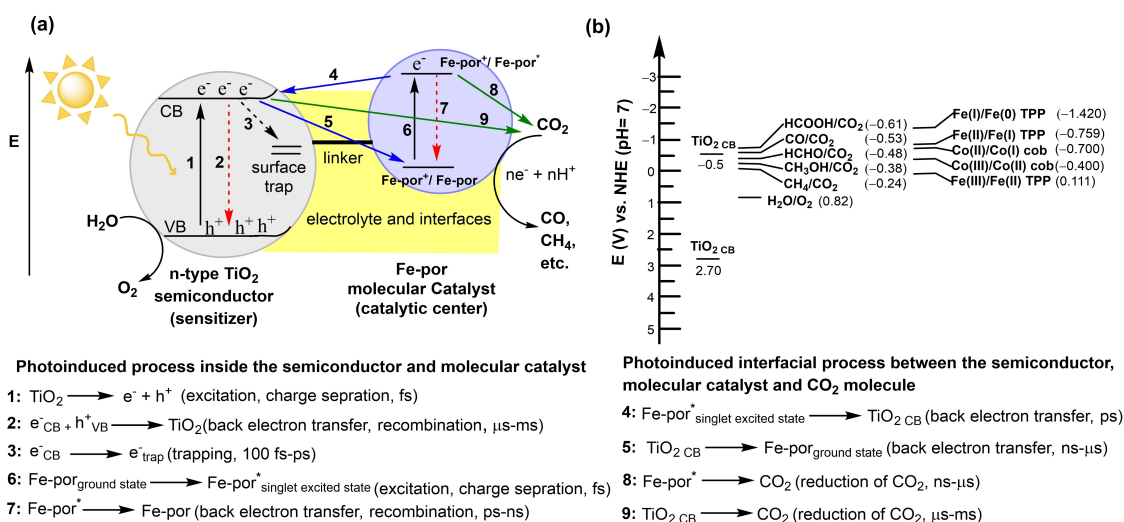 (a)
E
CB
e⁻ e⁻ e⁻
1
2
3
surface
trap
VB
h⁺ h⁺ h⁺
H₂O
O₂
n-type TiO₂
semiconductor
(sensitizer)
4
5
linker
electrolyte and interfaces
e⁻
Fe-por⁺/ Fe-por*
6
7
8
9
Fe-por⁺/ Fe-por
CO₂
ne⁻ + nH⁺
CO,
CH₄,
etc.
Fe-por
molecular Catalyst
(catalytic center)
(b)
E (V) vs. NHE (pH= 7)
−3
−2
−1
0
1
2
3
4
5
TiO₂ CB
−0.5
HCOOH/CO₂ (−0.61)
CO/CO₂ (−0.53)
HCHO/CO₂ (−0.48)
CH₃OH/CO₂ (−0.38)
CH₄/CO₂ (−0.24)
H₂O/O₂ (0.82)
Fe(I)/Fe(0) TPP (−1.420)
Fe(II)/Fe(I) TPP (−0.759)
Co(II)/Co(I) cob (−0.700)
Co(III)/Co(II) cob (−0.400)
Fe(III)/Fe(II) TPP (0.111)
TiO₂ CB
2.70
Photoinduced process inside the semiconductor and molecular catalyst
1: TiO₂ ⟶ e⁻ + h⁺ (excitation, charge sepration, fs)
2: e⁻CB + h⁺VB ⟶ TiO₂ (back electron transfer, recombination, μs-ms)
3: e⁻CB ⟶ e⁻trap (trapping, 100 fs-ps)
6: Fe-por ground state ⟶ Fe-por* singlet excited state (excitation, charge sepration, fs)
7: Fe-por* ⟶ Fe-por (back electron transfer, recombination, ps-ns)
Photoinduced interfacial process between the semiconductor,
molecular catalyst and CO₂ molecule
4: Fe-por* singlet excited state ⟶ TiO₂ CB (back electron transfer, ps)
5: TiO₂ CB ⟶ Fe-por ground state (back electron transfer, ns-μs)
8: Fe-por* ⟶ CO₂ (reduction of CO₂, ns-μs)
9: TiO₂ CB ⟶ CO₂ (reduction of CO₂, μs-ms)